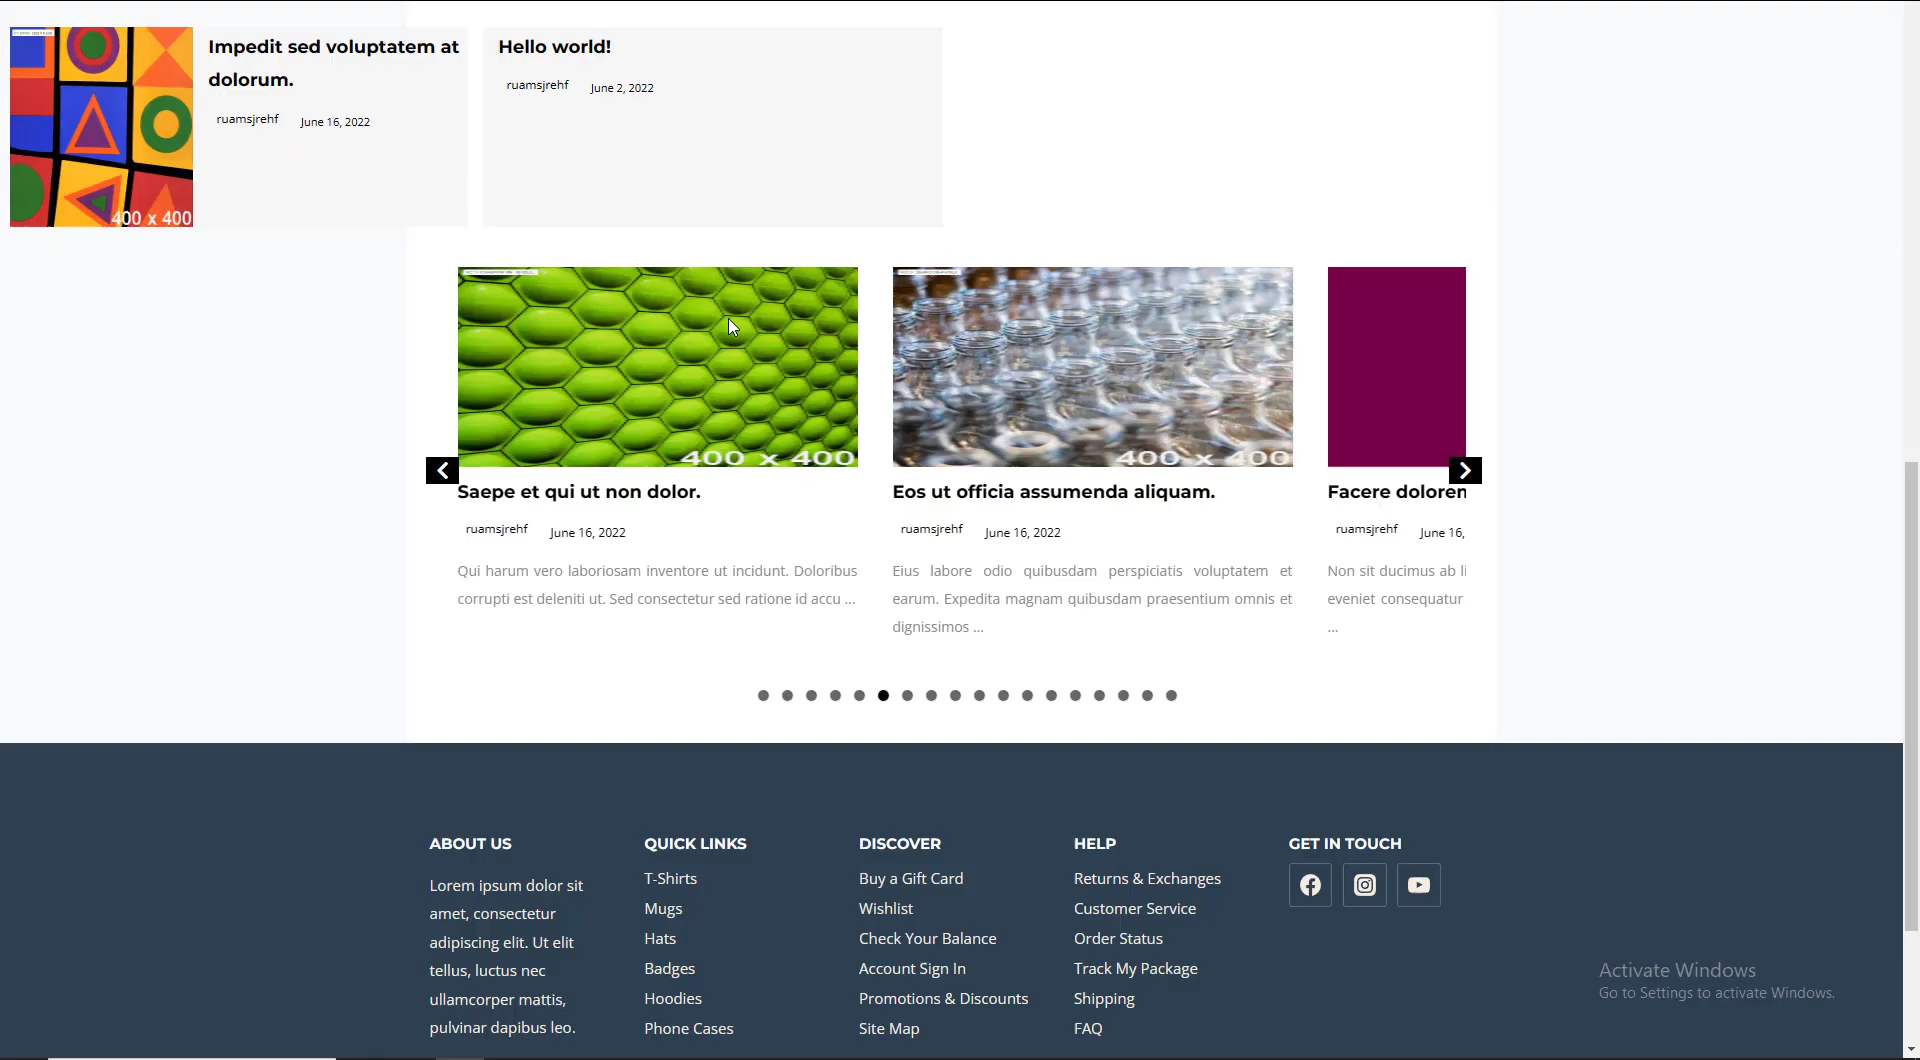 Impedit sed voluptatem at
dolorum.
ruamsjrehf June 16, 2022
400 x 400
Hello world!
ruamsjrehf June 2, 2022
400 x 400
Saepe et qui ut non dolor.
ruamsjrehf June 16, 2022
Qui harum vero laboriosam inventore ut incidunt. Doloribus
corrupti est deleniti ut. Sed consectetur sed ratione id accu ...
400 x 400
Eos ut officia assumenda aliquam.
ruamsjrehf June 16, 2022
Eius labore odio quibusdam perspiciatis voluptatem et
earum. Expedita magnam quibusdam praesentium omnis et
dignissimos ...
Facere doloren
ruamsjrehf June 16,
Non sit ducimus ab li
eveniet consequatur
...
ABOUT US
Lorem ipsum dolor sit
amet, consectetur
adipiscing elit. Ut elit
tellus, luctus nec
ullamcorper mattis,
pulvinar dapibus leo.
QUICK LINKS
T-Shirts
Mugs
Hats
Badges
Hoodies
Phone Cases
DISCOVER
Buy a Gift Card
Wishlist
Check Your Balance
Account Sign In
Promotions & Discounts
Site Map
HELP
Returns & Exchanges
Customer Service
Order Status
Track My Package
Shipping
FAQ
GET IN TOUCH
Activate Windows
Go to Settings to activate Windows.